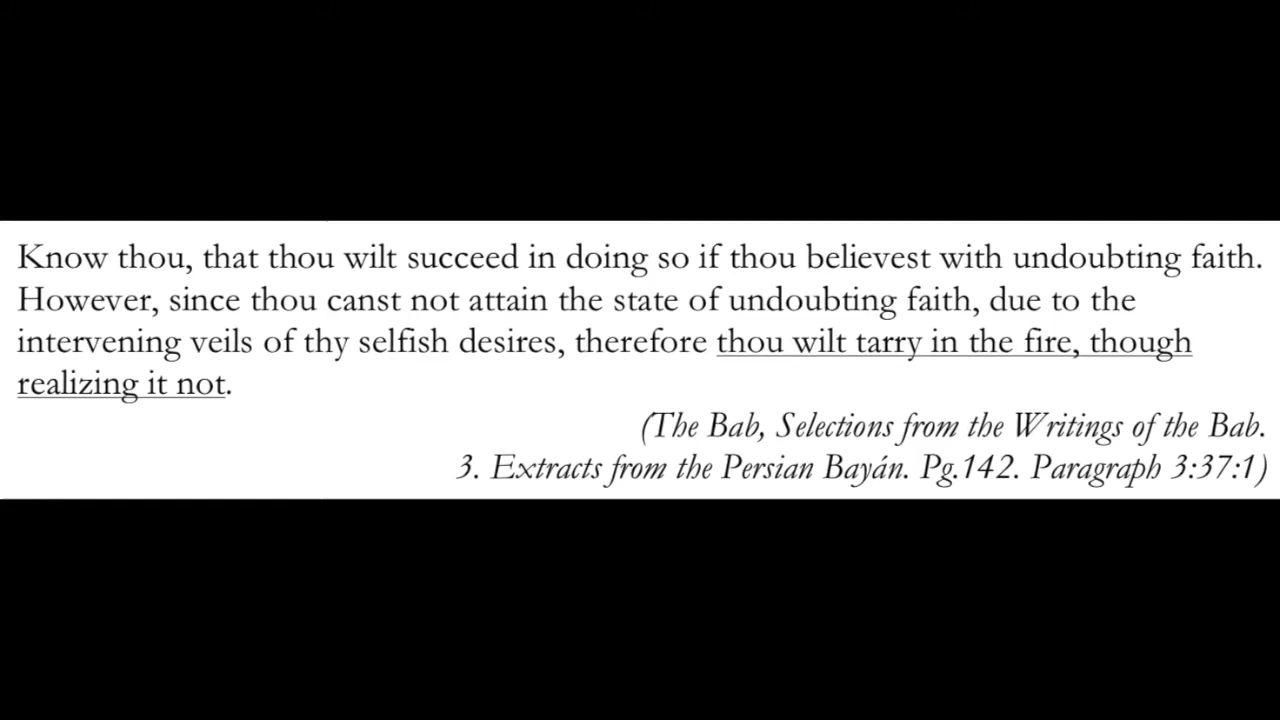 Know thou, that thou wilt succeed in doing so if thou believest with undoubting faith.
However, since thou canst not attain the state of undoubting faith, due to the
intervening veils of thy selfish desires, therefore thou wilt tarry in the fire, though
realizing it not.
(The Bab, Selections from the Writings of the Bab.
3. Extracts from the Persian Bayán. Pg.142. Paragraph 3:37:1)